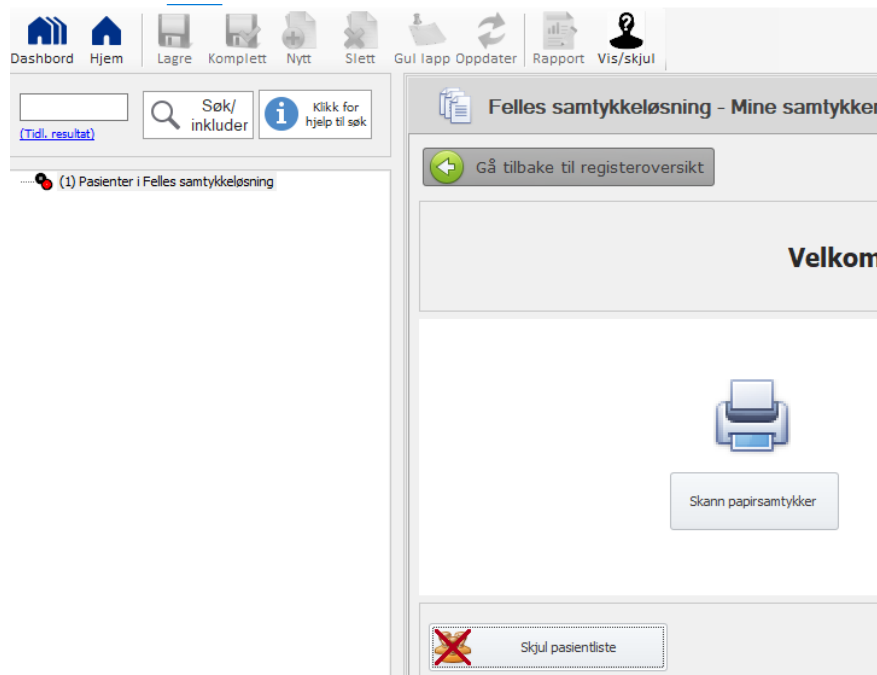 Dashbord Hjem Lagre Komplett Nytt Slett Gul lapp Oppdater Rapport Vis/skjul
Søk/
inkluder
Klikk for
hjelp til søk
(Tidl. resultat)
(1) Pasienter i Felles samtykkeløsning
Felles samtykkeløsning - Mine samtykker
Gå tilbake til registeroversikt
Velkom
Skann papirsamtykker
Skjul pasientliste